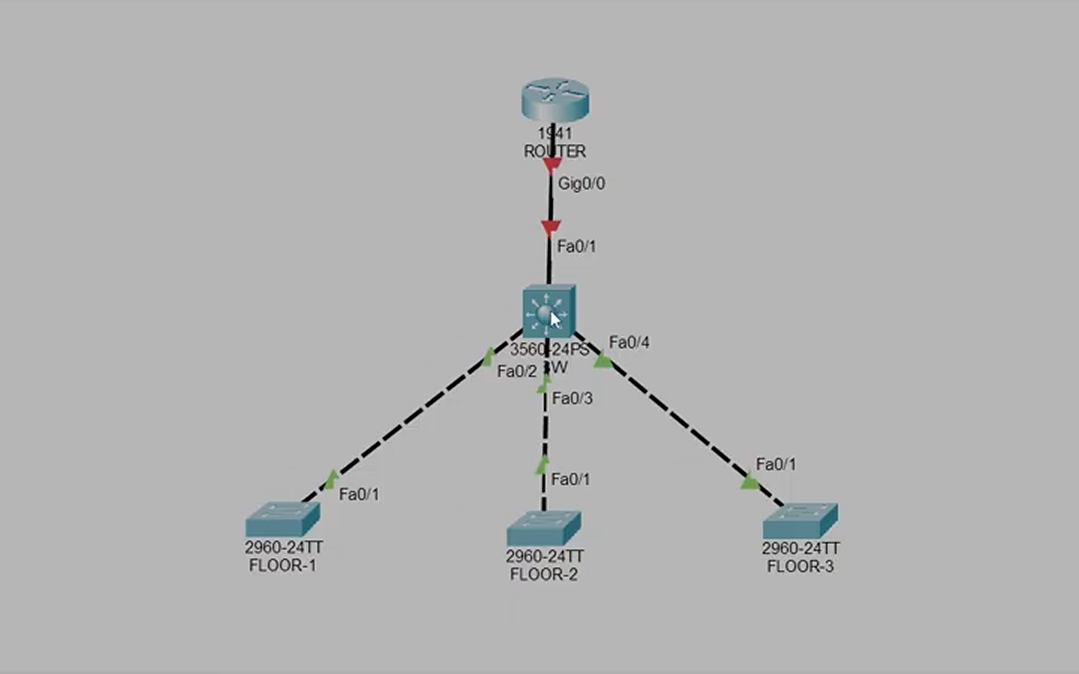 1941
ROUTER
Gig0/0
Fa0/1
Fa0/4
3560-24PS
Fa0/2
Fa0/3
Fa0/1
Fa0/1
Fa0/1
2960-24TT
FLOOR-1
2960-24TT
FLOOR-2
2960-24TT
FLOOR-3